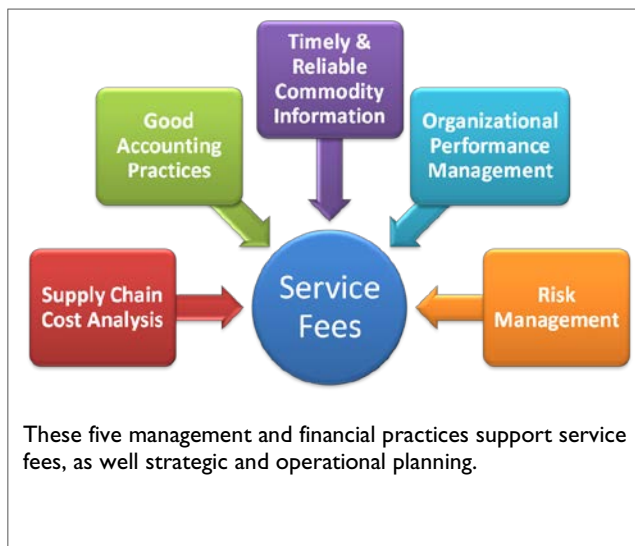 Timely &
Reliable
Commodity
Information
Good
Accounting
Practices
Organizational
Performance
Management
Supply Chain
Cost Analysis
Service
Fees
Risk
Management
These five management and financial practices support service
fees, as well strategic and operational planning.